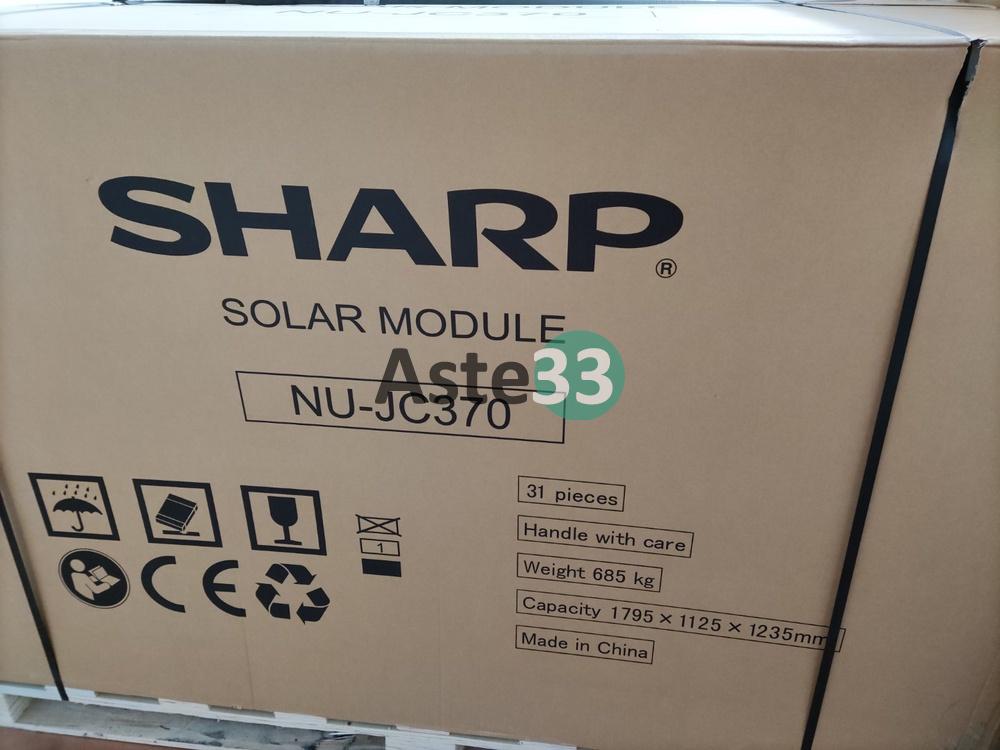 SHARP®
SOLAR MODULE
Aste33
NU-JC370
31 pieces
Handle with care
Weight 685 kg
Capacity 1795 × 1125 × 1235mm
Made in China
1
CE